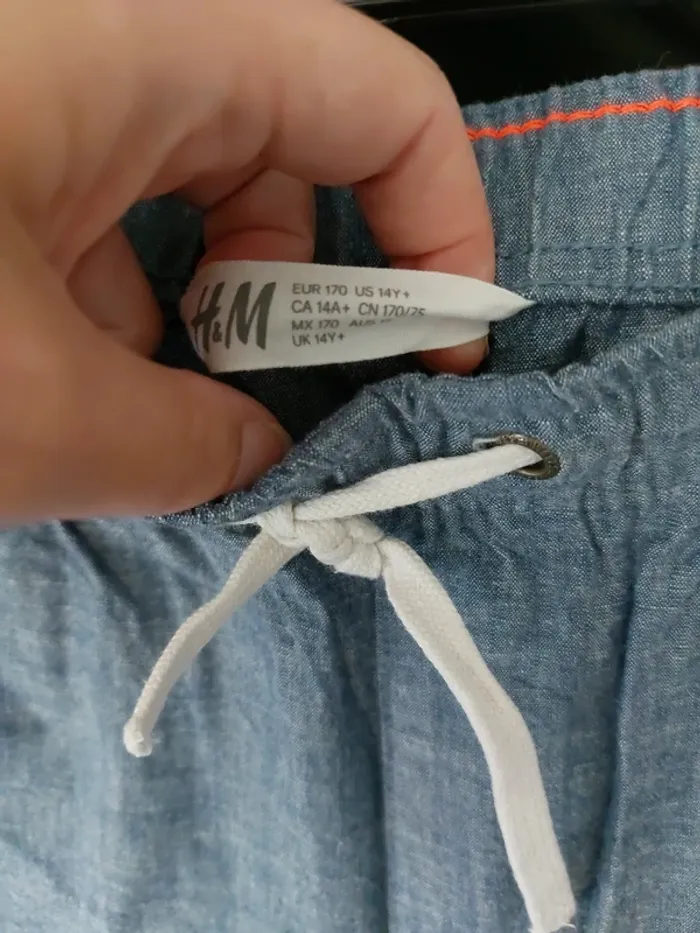 H&M
EUR 170 US 14Y+
CA 14A+ CN 170/75
MX 170
UK 14Y+